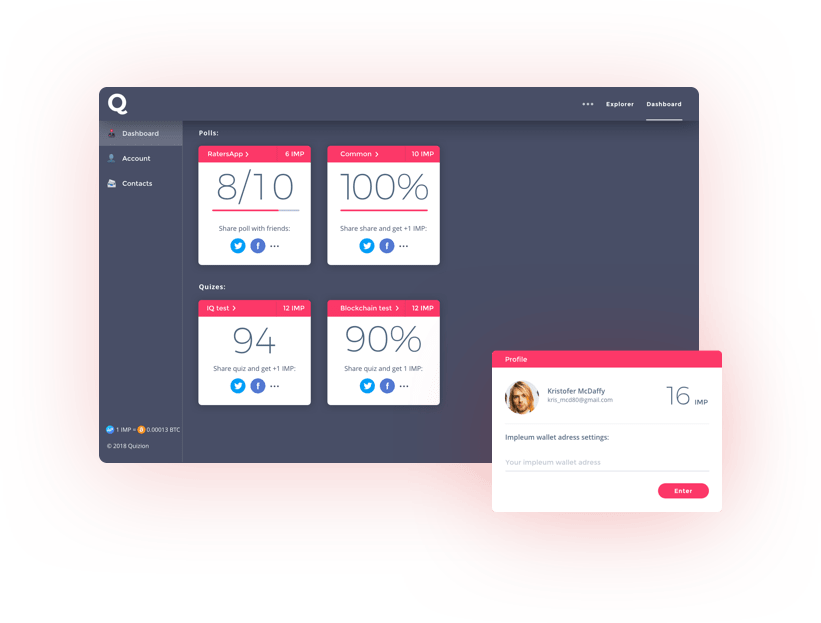 Q
Explorer
Dashboard
Dashboard
Account
Contacts
Polls:
RatersApp > 6 IMP
8/10
Share poll with friends:
Common > 10 IMP
100%
Share share and get +1 IMP:
Quizes:
IQ test > 12 IMP
94
Share quiz and get +1 IMP:
Blockchain test > 12 IMP
90%
Share quiz and get 1 IMP:
1 IMP = 0.00013 BTC
© 2018 Quizion
Profile
Kristofer McDaffy
kris_mcd80@gmail.com
16 IMP
Impleum wallet adress settings:
Your impleum wallet adress
Enter